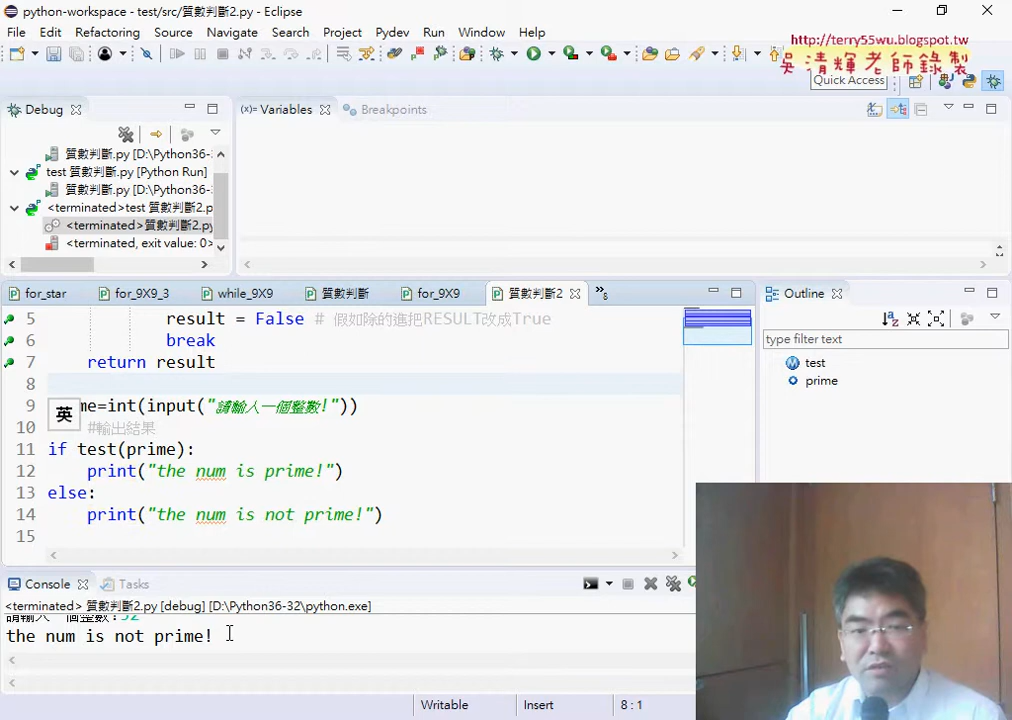 python-workspace - test/src/質數判斷2.py - Eclipse
File Edit Refactoring Source Navigate Search Project Pydev Run Window Help
http://terry55wu.blogspot.tw
吳清輝老師錄製
Quick Access
Debug
(x)= Variables
Breakpoints
質數判斷.py [D:\Python36-
test 質數判斷.py [Python Run]
質數判斷.py [D:\Python36-
<terminated>test 質數判斷2.p
<terminated>質數判斷2.py
<terminated, exit value: 0>
for_star
for_9X9_3
while_9X9
質數判斷
for_9X9
質數判斷2
»8
Outline
type filter text
test
prime
5 result = False # 假如除的進把RESULT改成True
6 break
7 return result
8
9 me=int(input("請輸入一個整數!"))
英
10 #輸出結果
11 if test(prime):
12 print("the num is prime!")
13 else:
14 print("the num is not prime!")
15
Console
Tasks
<terminated> 質數判斷2.py [debug] [D:\Python36-32\python.exe]
the num is not prime!
Writable Insert 8 : 1